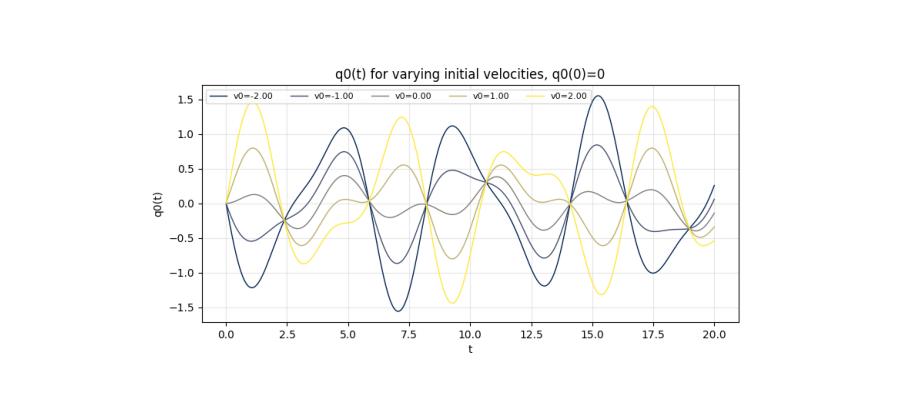 q0(t) for varying initial velocities, q0(0)=0
v0=-2.00 v0=-1.00 v0=0.00 v0=1.00 v0=2.00
1.5
1.0
0.5
0.0
−0.5
−1.0
−1.5
q0(t)
0.0 2.5 5.0 7.5 10.0 12.5 15.0 17.5 20.0
t